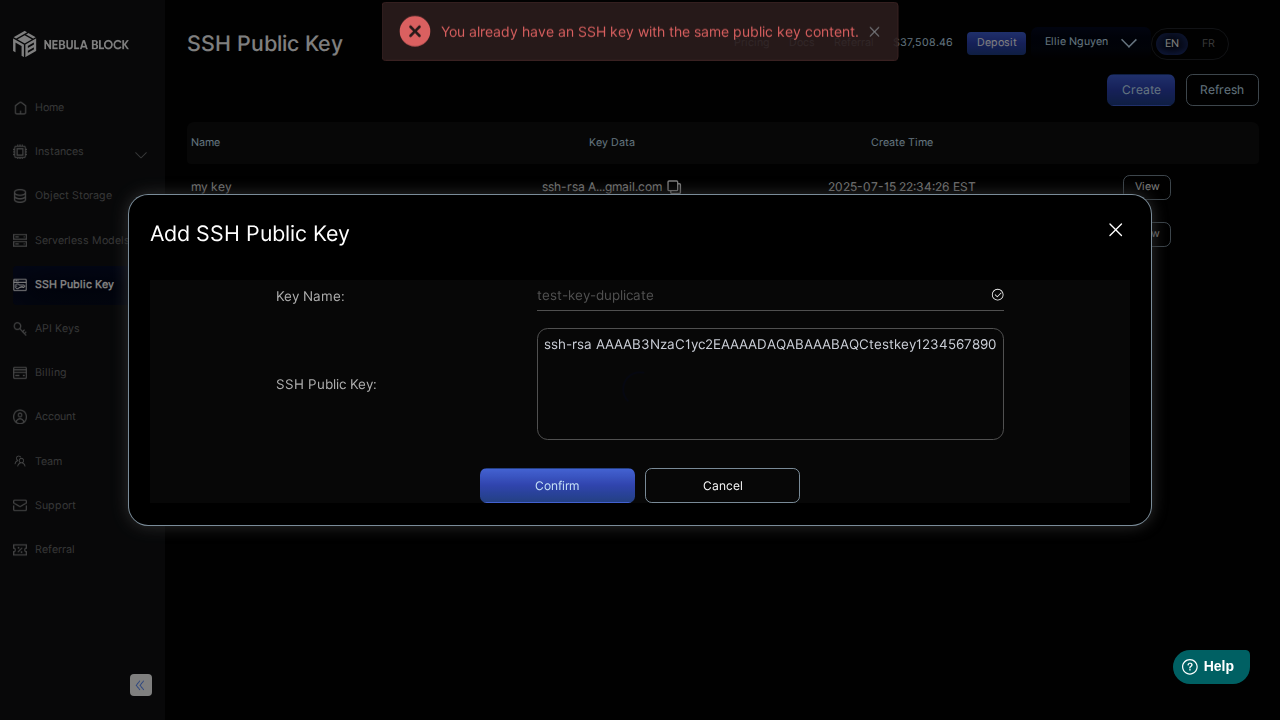 NEBULA BLOCK
SSH Public Key
You already have an SSH key with the same public key content.
Pricing Docs Referral $37,508.46 Deposit Ellie Nguyen EN FR
Create Refresh
Home
Instances
Object Storage
Serverless Models
SSH Public Key
API Keys
Billing
Account
Team
Support
Referral
Name Key Data Create Time
my key ssh-rsa A...gmail.com 2025-07-15 22:34:26 EST View
Add SSH Public Key
Key Name: test-key-duplicate
SSH Public Key: ssh-rsa AAAAB3NzaC1yc2EAAAADAQABAAABAQCtestkey1234567890
Confirm Cancel
Help